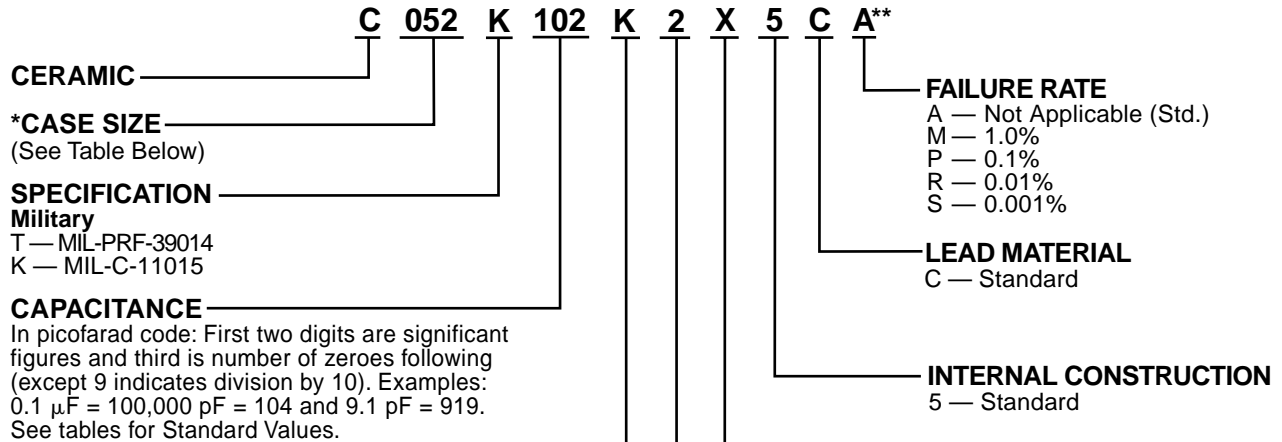 C 052 K 102 K 2 X 5 C A**
CERAMIC
*CASE SIZE
(See Table Below)
SPECIFICATION
Military
T — MIL-PRF-39014
K — MIL-C-11015
CAPACITANCE
In picofarad code: First two digits are significant
figures and third is number of zeroes following
(except 9 indicates division by 10). Examples:
0.1 μF = 100,000 pF = 104 and 9.1 pF = 919.
See tables for Standard Values.
FAILURE RATE
A — Not Applicable (Std.)
M — 1.0%
P — 0.1%
R — 0.01%
S — 0.001%
LEAD MATERIAL
C — Standard
INTERNAL CONSTRUCTION
5 — Standard